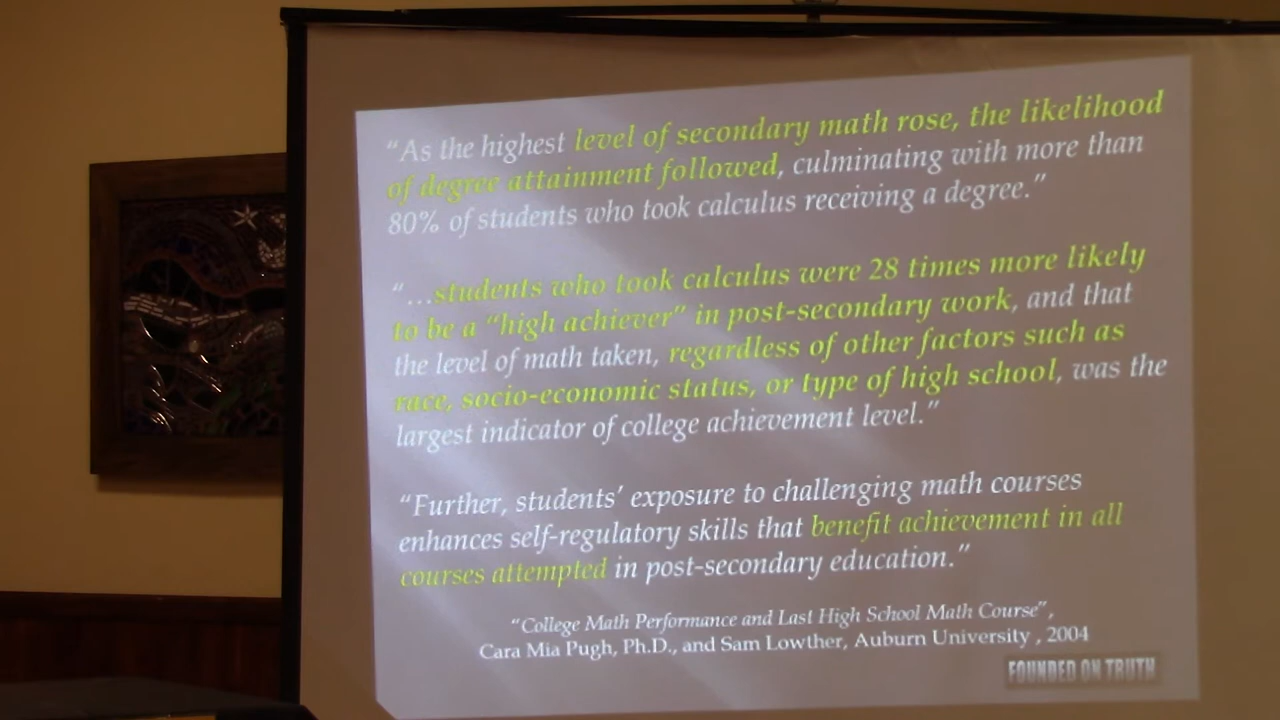 “As the highest level of secondary math rose, the likelihood
of degree attainment followed, culminating with more than
80% of students who took calculus receiving a degree.”
“…students who took calculus were 28 times more likely
to be a “high achiever” in post-secondary work, and that
the level of math taken, regardless of other factors such as
race, socio-economic status, or type of high school, was the
largest indicator of college achievement level.”
“Further, students’ exposure to challenging math courses
enhances self-regulatory skills that benefit achievement in all
courses attempted in post-secondary education.”
“College Math Performance and Last High School Math Course”,
Cara Mia Pugh, Ph.D., and Sam Lowther, Auburn University , 2004
FOUNDED ON TRUTH